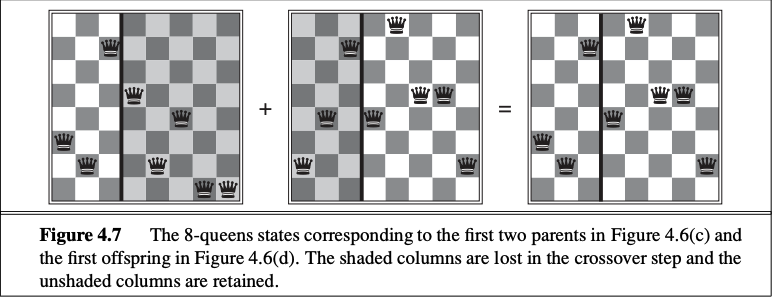 + =
Figure 4.7 The 8-queens states corresponding to the first two parents in Figure 4.6(c) and
the first offspring in Figure 4.6(d). The shaded columns are lost in the crossover step and the
unshaded columns are retained.